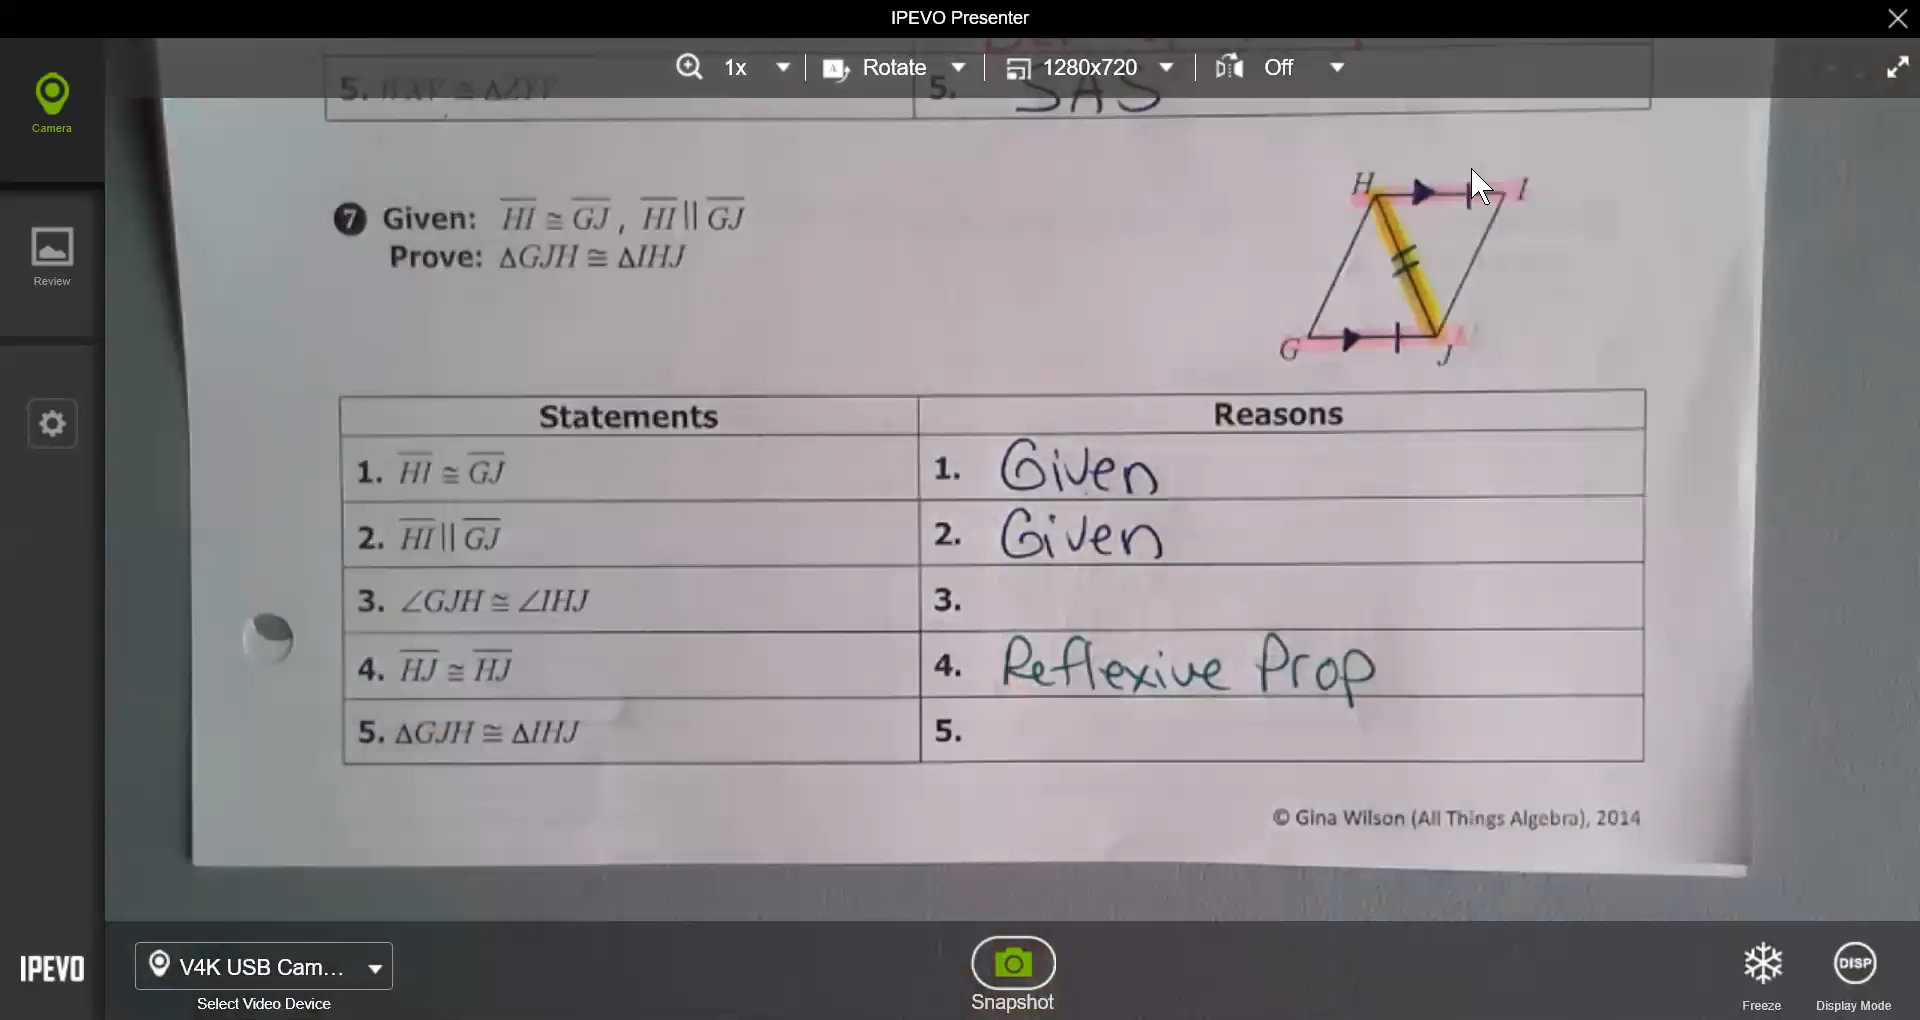 IPEVO Presenter
1x Rotate 1280x720 Off
Camera
5. ≅ ΔZYV 5. SAS
7 Given: HI ≅ GJ, HI || GJ
Prove: ΔGJH ≅ ΔIHJ
H I
G J
Review
Statements Reasons
1. HI ≅ GJ 1. Given
2. HI || GJ 2. Given
3. ∠GJH ≅ ∠IHJ 3.
4. HJ ≅ HJ 4. Reflexive Prop
5. ΔGJH ≅ ΔIHJ 5.
© Gina Wilson (All Things Algebra), 2014
IPEVO V4K USB Cam... DISP
Select Video Device Snapshot Freeze Display Mode